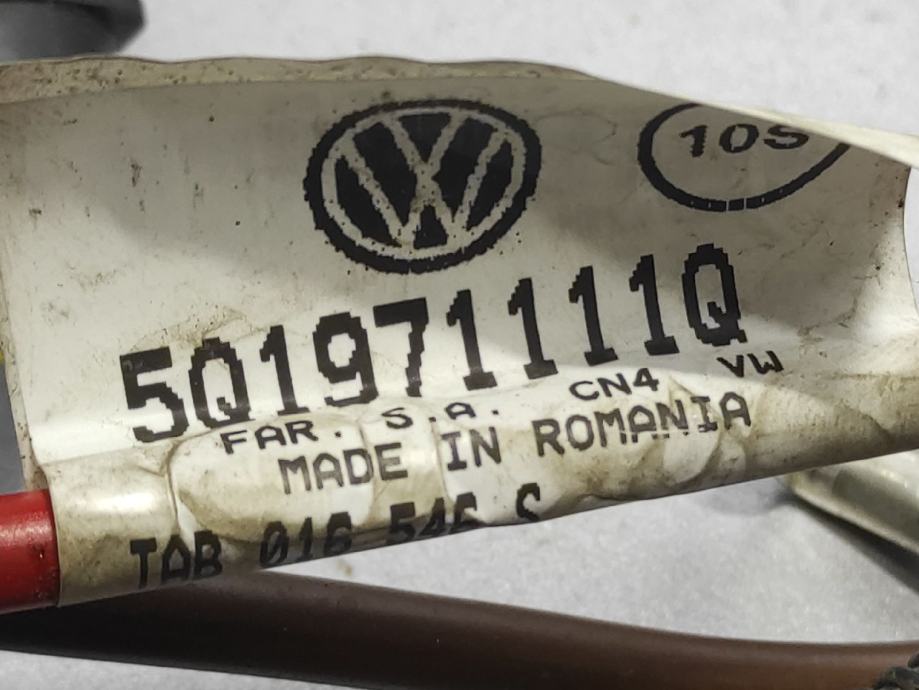 10S
5Q1971111Q
FAR. S.A. CN4 VW
MADE IN ROMANIA
TAB 016 546 S